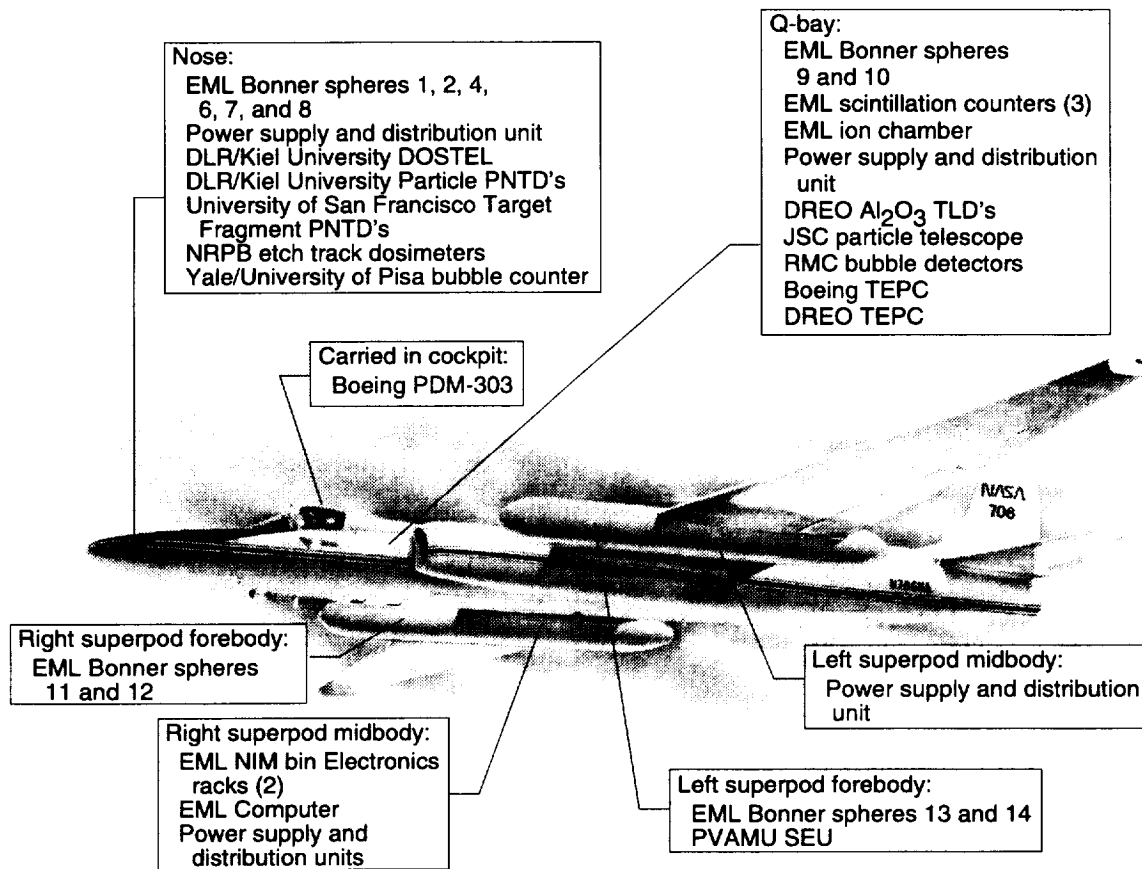 Nose:
EML Bonner spheres 1, 2, 4,
6, 7, and 8
Power supply and distribution unit
DLR/Kiel University DOSTEL
DLR/Kiel University Particle PNTD's
University of San Francisco Target
Fragment PNTD's
NRPB etch track dosimeters
Yale/University of Pisa bubble counter
Q-bay:
EML Bonner spheres
9 and 10
EML scintillation counters (3)
EML ion chamber
Power supply and distribution
unit
DREO Al₂O₃ TLD's
JSC particle telescope
RMC bubble detectors
Boeing TEPC
DREO TEPC
Carried in cockpit:
Boeing PDM-303
NASA
706
Right superpod forebody:
EML Bonner spheres
11 and 12
Left superpod midbody:
Power supply and distribution
unit
Right superpod midbody:
EML NIM bin Electronics
racks (2)
EML Computer
Power supply and
distribution units
Left superpod forebody:
EML Bonner spheres 13 and 14
PVAMU SEU